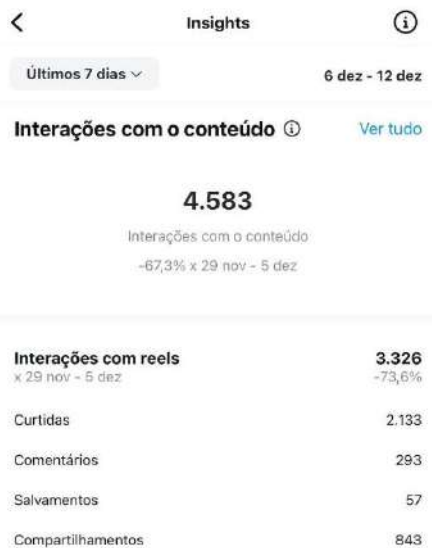 Insights
Últimos 7 dias
6 dez - 12 dez
Interações com o conteúdo
Ver tudo
4.583
Interações com o conteúdo
-67,3% x 29 nov - 5 dez
Interações com reels 3.326
x 29 nov - 5 dez -73,6%
Curtidas 2.133
Comentários 293
Salvamentos 57
Compartilhamentos 843